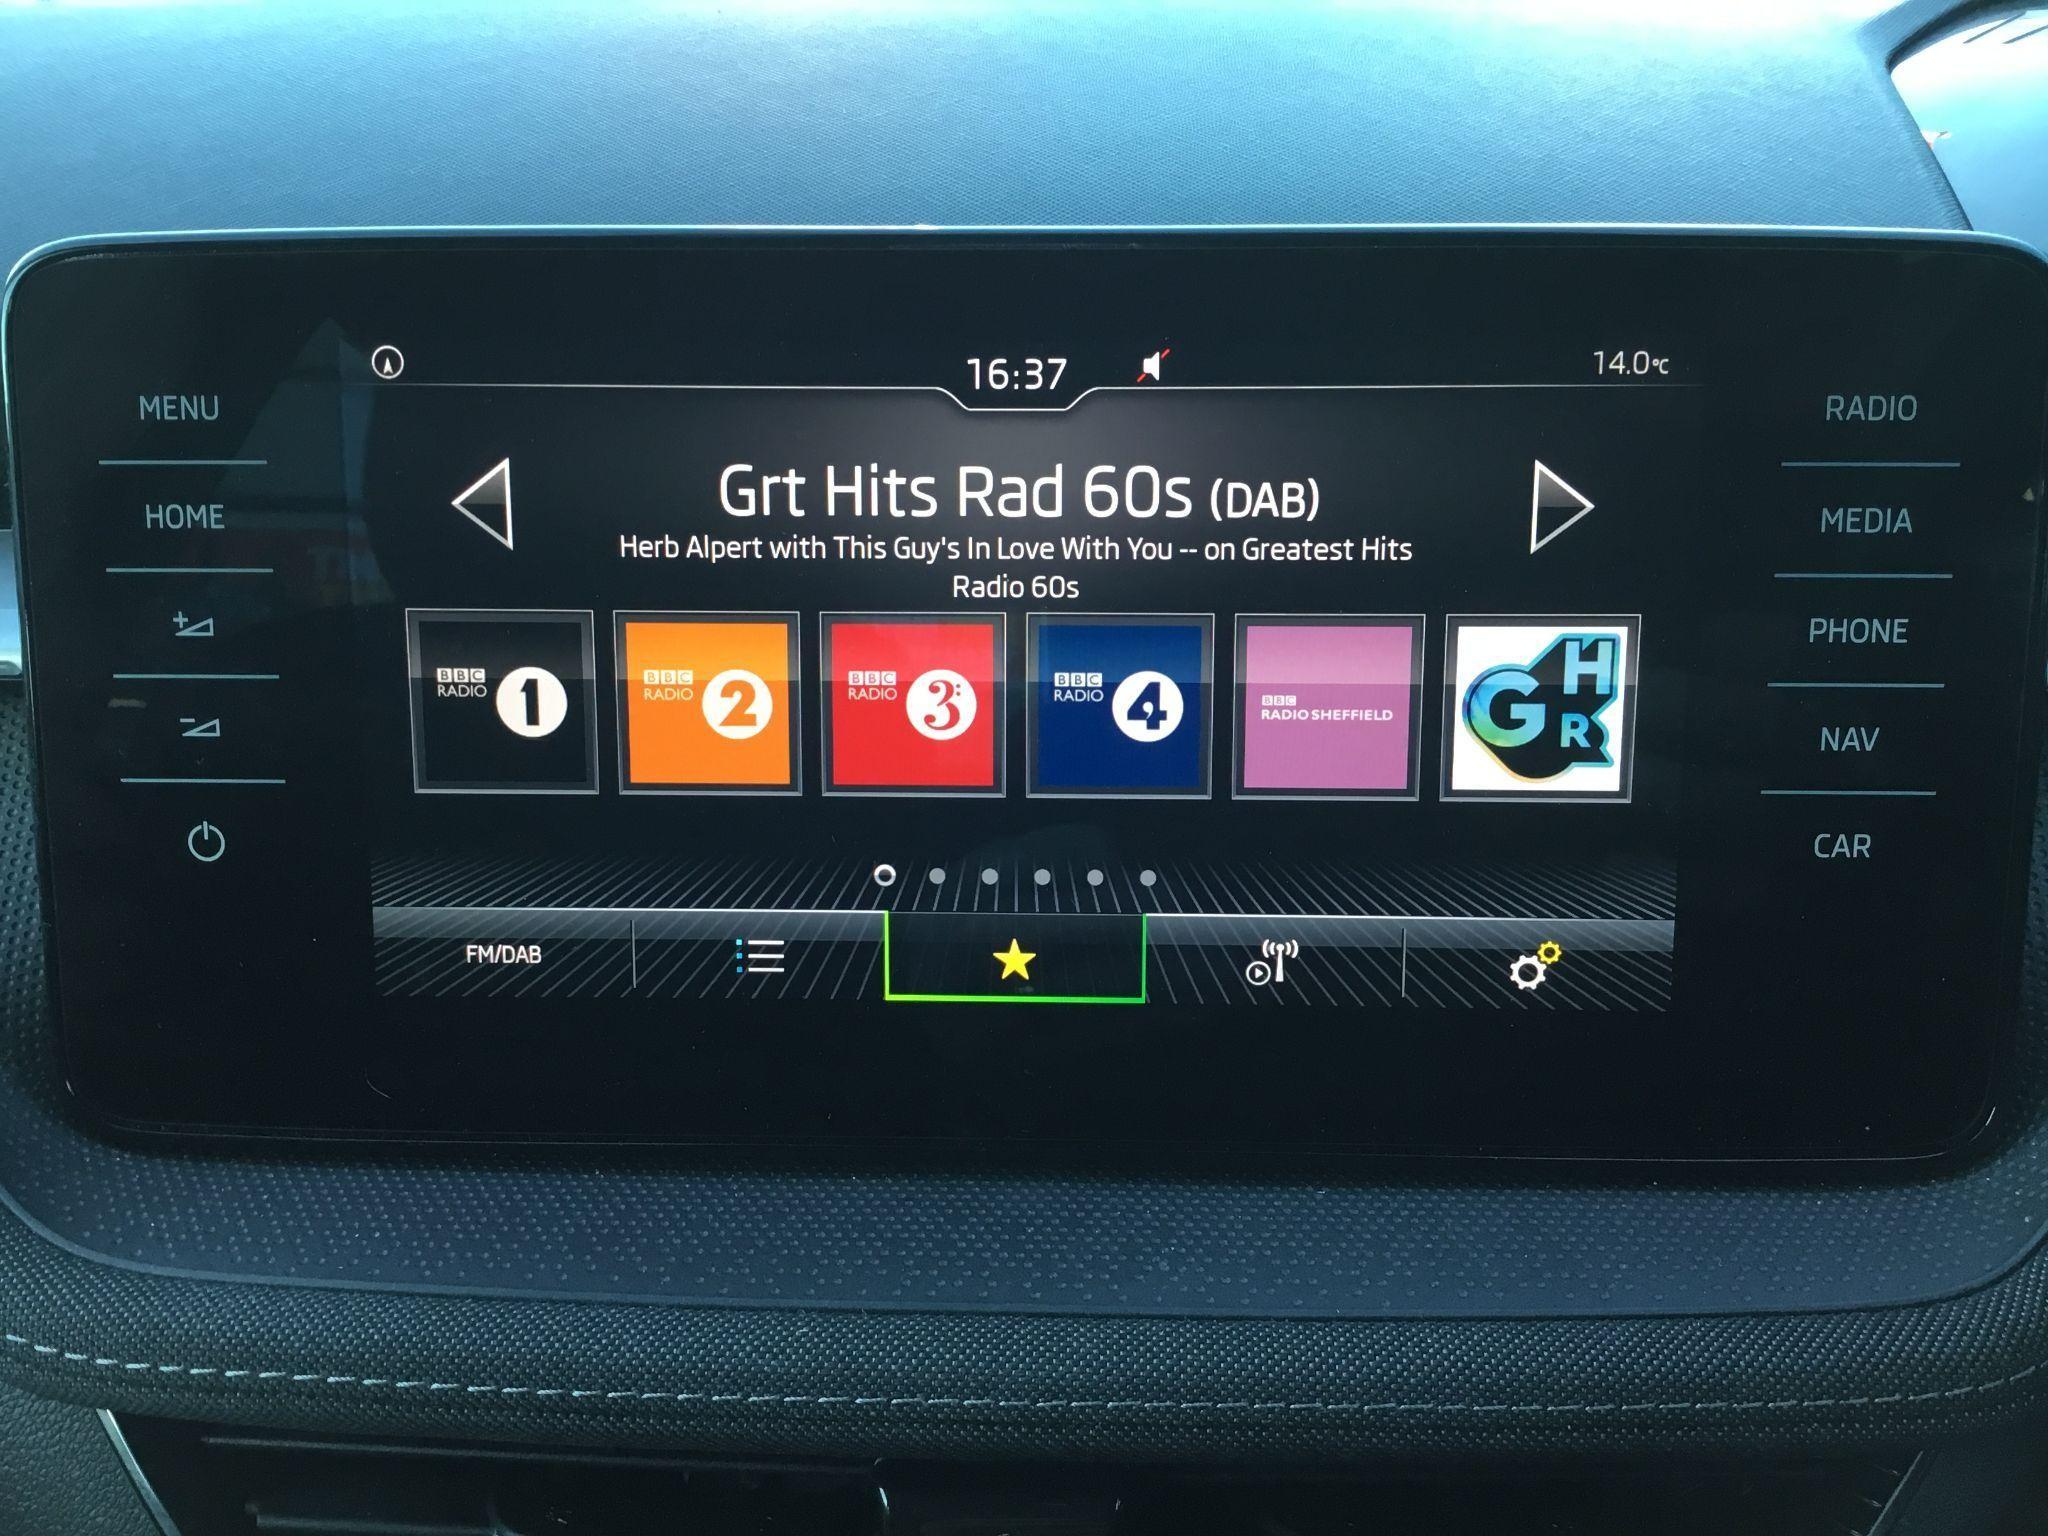 16:37
14.0°C
MENU
HOME
RADIO
MEDIA
PHONE
NAV
CAR
Grt Hits Rad 60s (DAB)
Herb Alpert with This Guy's In Love With You -- on Greatest Hits
Radio 60s
BBC RADIO 1
BBC RADIO 2
BBC RADIO 3
BBC RADIO 4
BBC
RADIO SHEFFIELD
GHR
FM/DAB